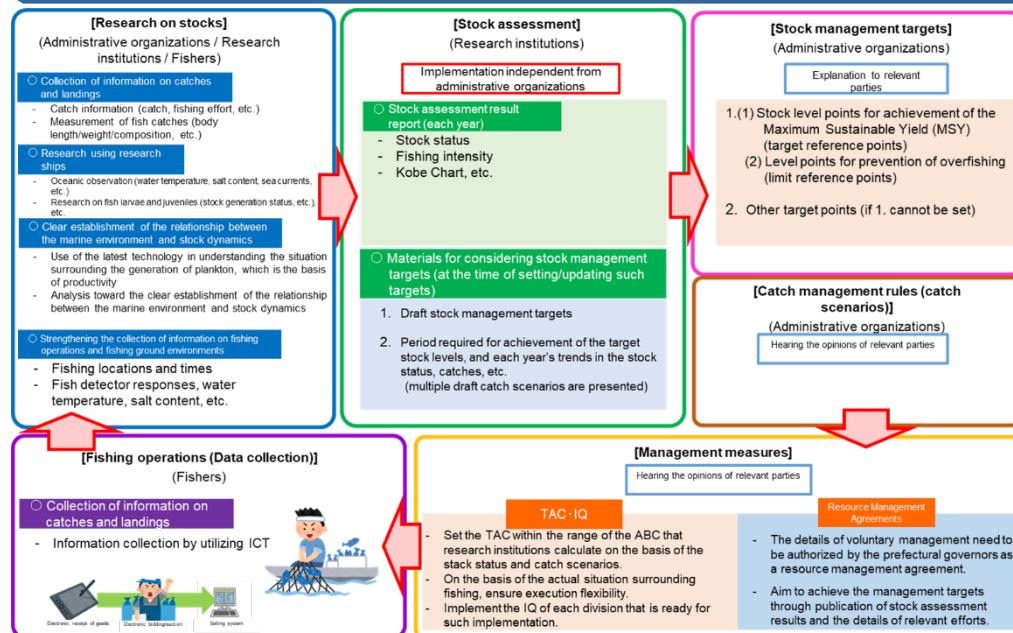 [Research on stocks]
(Administrative organizations / Research
institutions / Fishers)
○ Collection of information on catches
and landings
- Catch information (catch, fishing effort, etc.)
- Measurement of fish catches (body
length/weight/composition, etc.)
○ Research using research
ships
- Oceanic observation (water temperature, salt content, sea currents,
etc.)
- Research on fish larvae and juveniles (stock generation status, etc.),
etc.
○ Clear establishment of the relationship between
the marine environment and stock dynamics
- Use of the latest technology in understanding the situation
surrounding the generation of plankton, which is the basis
of productivity
- Analysis toward the clear establishment of the relationship
between the marine environment and stock dynamics
○ Strengthening the collection of information on fishing
operations and fishing ground environments
- Fishing locations and times
- Fish detector responses, water
temperature, salt content, etc.
[Stock assessment]
(Research institutions)
Implementation independent from
administrative organizations
○ Stock assessment result
report (each year)
- Stock status
- Fishing intensity
- Kobe Chart, etc.
○ Materials for considering stock management
targets (at the time of setting/updating such
targets)
1. Draft stock management targets
2. Period required for achievement of the target
stock levels, and each year's trends in the stock
status, catches, etc.
(multiple draft catch scenarios are presented)
[Stock management targets]
(Administrative organizations)
Explanation to relevant
parties
1.(1) Stock level points for achievement of the
Maximum Sustainable Yield (MSY)
(target reference points)
(2) Level points for prevention of overfishing
(limit reference points)
2. Other target points (if 1. cannot be set)
[Catch management rules (catch
scenarios)]
(Administrative organizations)
Hearing the opinions of relevant parties
[Management measures]
Hearing the opinions of relevant parties
TAC・IQ
- Set the TAC within the range of the ABC that
research institutions calculate on the basis of the
stack status and catch scenarios.
- On the basis of the actual situation surrounding
fishing, ensure execution flexibility.
- Implement the IQ of each division that is ready for
such implementation.
Resource Management
Agreements
- The details of voluntary management need to
be authorized by the prefectural governors as
a resource management agreement.
- Aim to achieve the management targets
through publication of stock assessment
results and the details of relevant efforts.
[Fishing operations (Data collection)]
(Fishers)
○ Collection of information on
catches and landings
- Information collection by utilizing ICT
Electronic receipt of goods
Electronic bidding/auction
Selling system